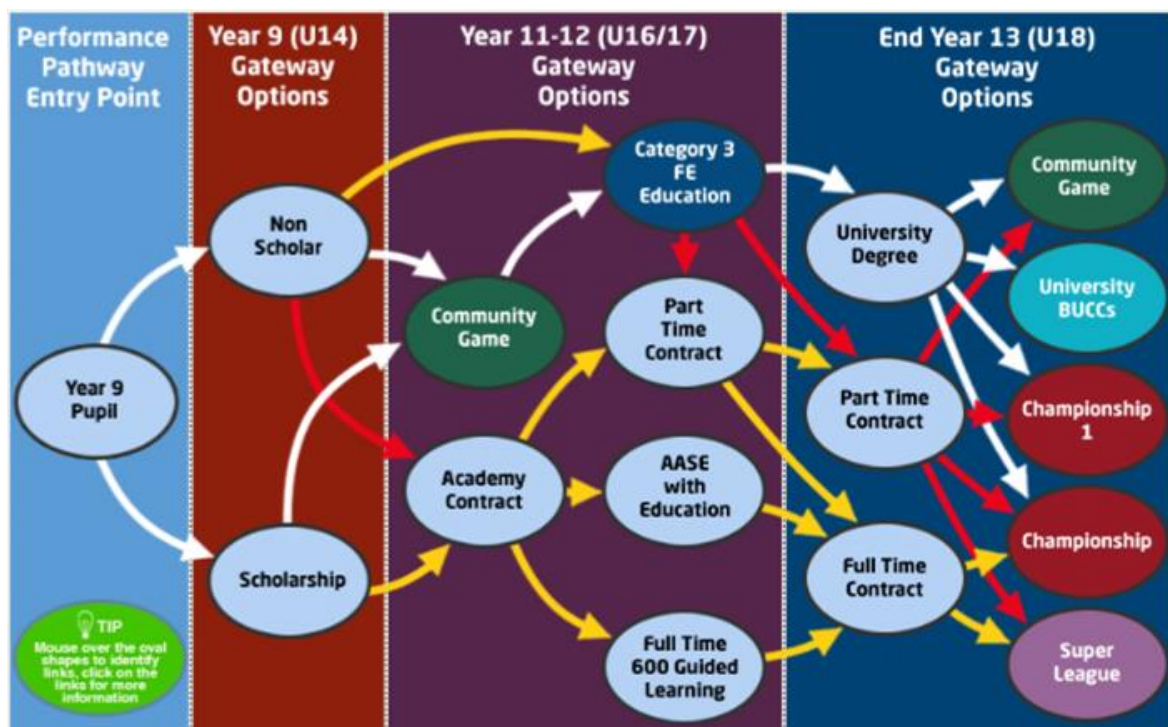 Performance
Pathway
Entry Point
Year 9 (U14)
Gateway
Options
Year 11-12 (U16/17)
Gateway
Options
End Year 13 (U18)
Gateway
Options
Year 9
Pupil
TIP
Mouse over the oval
shapes to identify
links, click on the
links for more
information
Non
Scholar
Scholarship
Community
Game
Academy
Contract
Category 3
FE
Education
Part
Time
Contract
AASE
with
Education
Full Time
600 Guided
Learning
University
Degree
Part Time
Contract
Full Time
Contract
Community
Game
University
BUCCs
Championship
1
Championship
Super
League